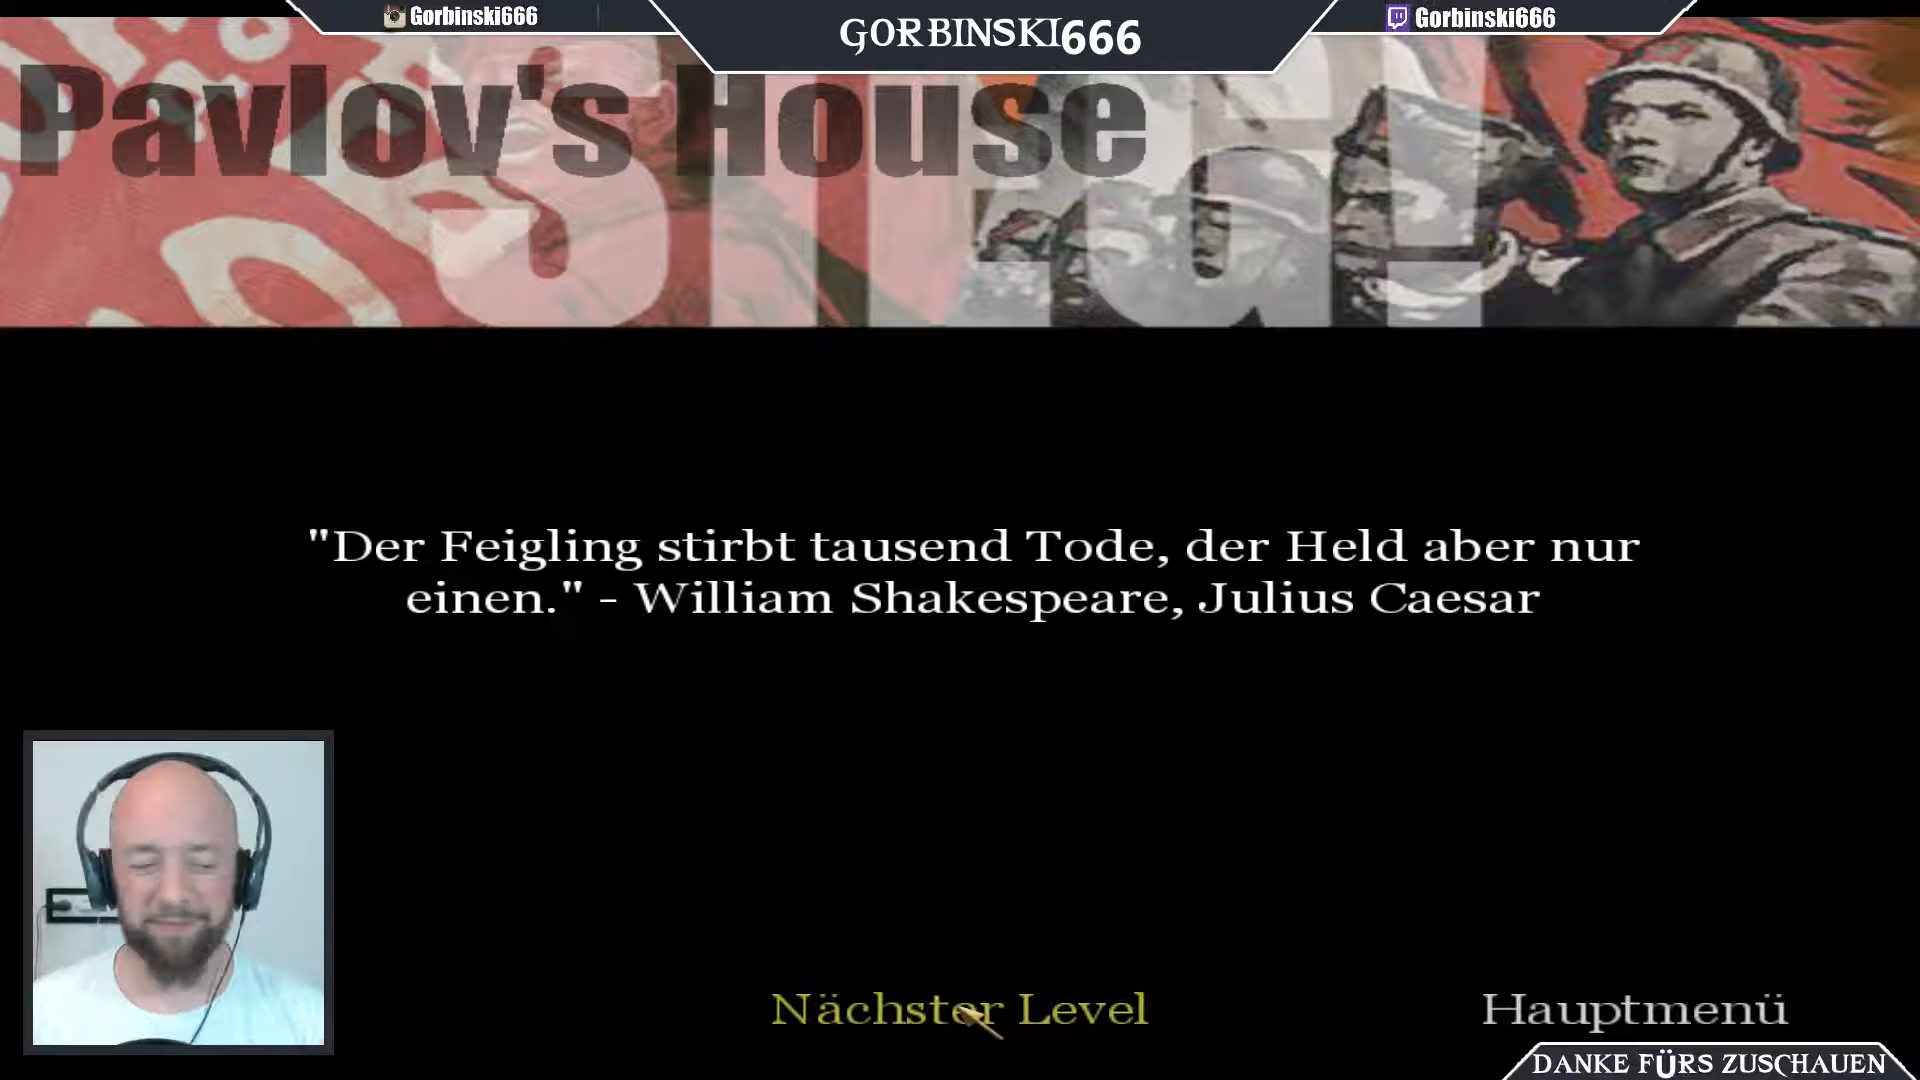 Gorbinski666
GORBINSKI666
Gorbinski666
Pavlov's House
Sieg!
"Der Feigling stirbt tausend Tode, der Held aber nur
einen." - William Shakespeare, Julius Caesar
Nächster Level
Hauptmenü
DANKE FÜRS ZUSCHAUEN